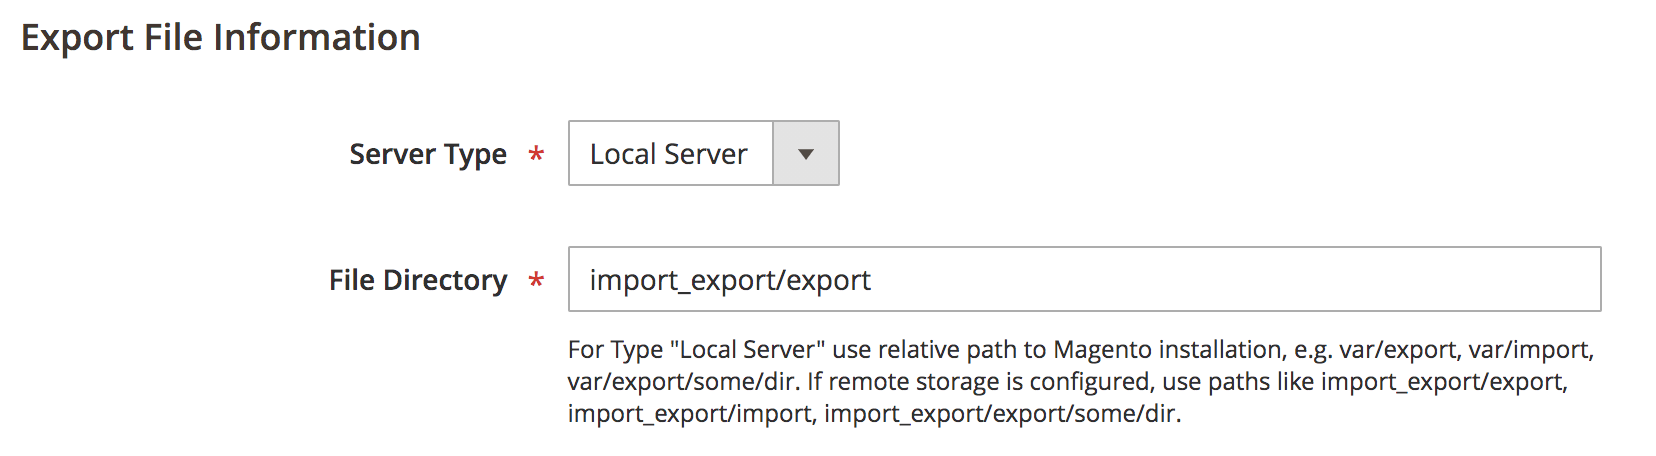 Export File Information
Server Type * Local Server
File Directory * import_export/export
For Type "Local Server" use relative path to Magento installation, e.g. var/export, var/import,
var/export/some/dir. If remote storage is configured, use paths like import_export/export,
import_export/import, import_export/export/some/dir.